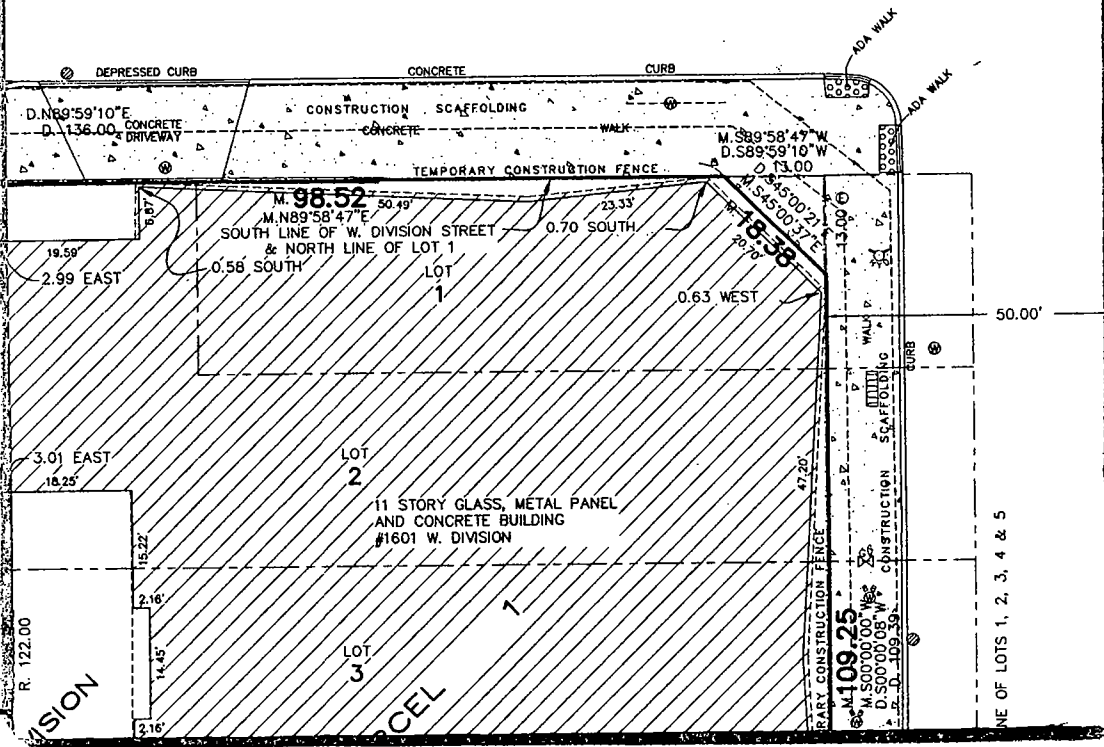 ADA WALK
ADA WALK
DEPRESSED CURB
CONCRETE
CURB
D.N89°59'10"E
D. 136.00
CONCRETE
DRIVEWAY
CONSTRUCTION SCAFFOLDING
CONCRETE
WALK
M.S89°58'47"W
D.S89°59'10"W
13.00
TEMPORARY CONSTRUCTION FENCE
D.S45°00'21"E
M.S45°00'37"E
M. 18.38
20.70'
13.00
M. 98.52
50.49'
23.33'
M.N89°58'47"E
SOUTH LINE OF W. DIVISION STREET
& NORTH LINE OF LOT 1
0.70 SOUTH
0.58 SOUTH
6.87'
19.59'
2.99 EAST
LOT
1
0.63 WEST
50.00'
WALK
CURB
CONSTRUCTION SCAFFOLDING
3.01 EAST
18.25'
LOT
2
47.20'
11 STORY GLASS, METAL PANEL
AND CONCRETE BUILDING
#1601 W. DIVISION
15.22'
2.16'
14.45'
2.16'
R. 122.00
LOT
3
1
VISION
RCEL
RARY CONSTRUCTION FENCE
M109.25
M.S00°00'00"W
D.S00°00'08"W
D. 109.39
NE OF LOTS 1, 2, 3, 4 & 5